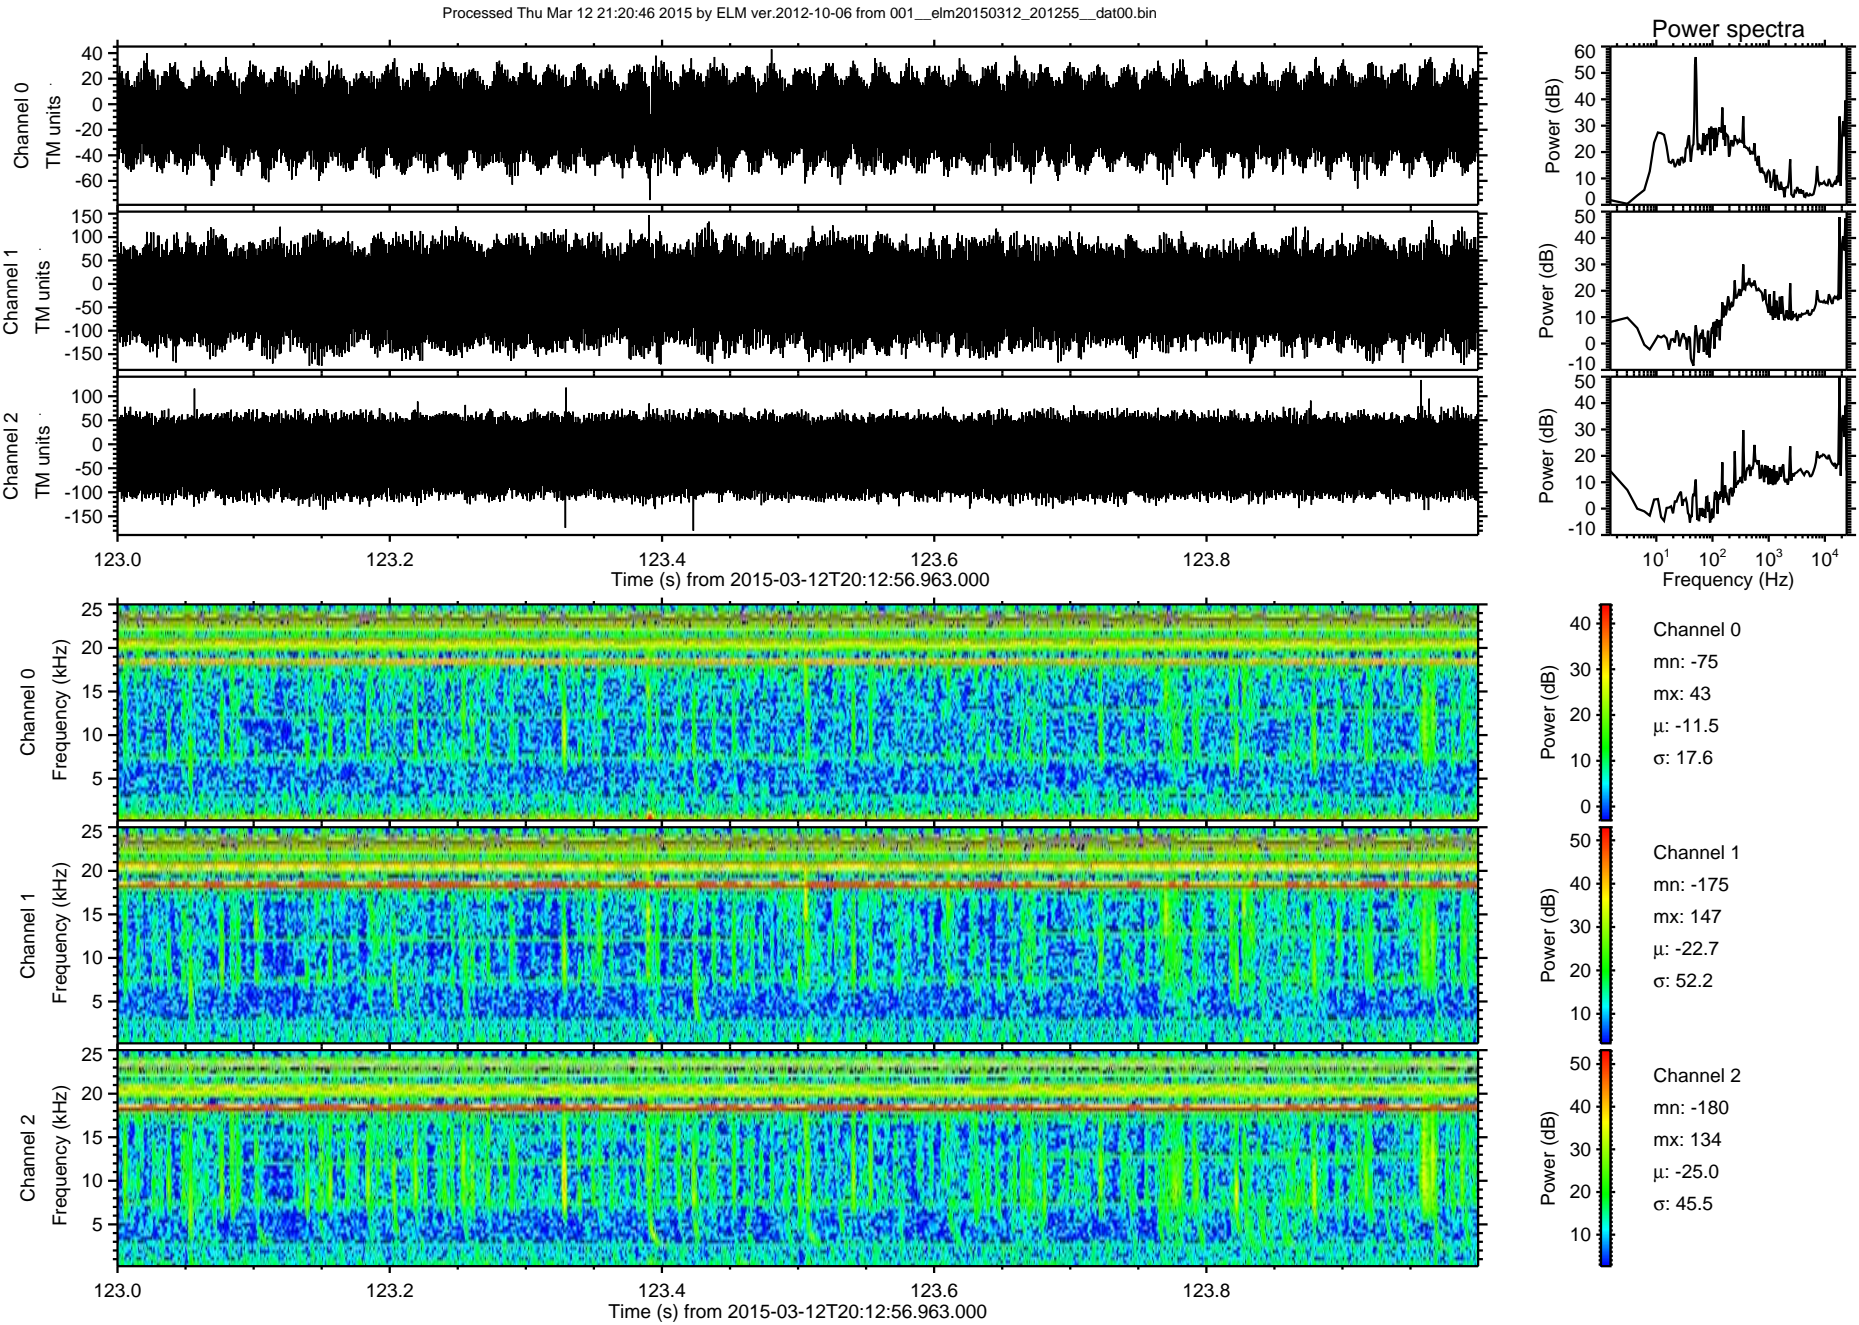 Processed Thu Mar 12 21:20:46 2015 by ELM ver.2012-10-06 from 001__elm20150312_201255__dat00.bin
Power spectra
Channel 0
TM units
40
20
0
-20
-40
-60
Power (dB)
60
50
40
30
20
10
0
Channel 1
TM units
150
100
50
0
-50
-100
-150
Power (dB)
50
40
30
20
10
0
-10
Channel 2
TM units
100
50
0
-50
-100
-150
Power (dB)
50
40
30
20
10
0
-10
123.0 123.2 123.4 123.6 123.8
Time (s) from 2015-03-12T20:12:56.963.000
10^1 10^2 10^3 10^4
Frequency (Hz)
Channel 0
Frequency (kHz)
25
20
15
10
5
Power (dB)
40
30
20
10
0
Channel 0
mn: -75
mx: 43
μ: -11.5
σ: 17.6
Channel 1
Frequency (kHz)
25
20
15
10
5
Power (dB)
50
40
30
20
10
Channel 1
mn: -175
mx: 147
μ: -22.7
σ: 52.2
Channel 2
Frequency (kHz)
25
20
15
10
5
Power (dB)
50
40
30
20
10
Channel 2
mn: -180
mx: 134
μ: -25.0
σ: 45.5
123.0 123.2 123.4 123.6 123.8
Time (s) from 2015-03-12T20:12:56.963.000